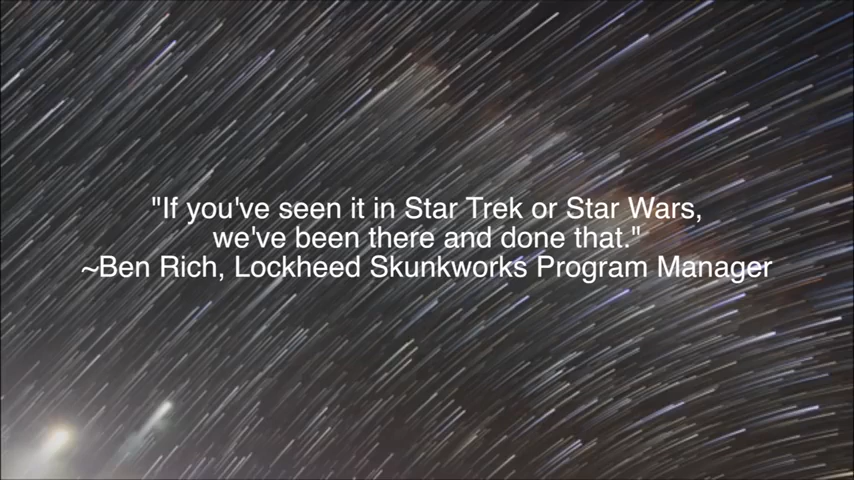 "If you've seen it in Star Trek or Star Wars,
we've been there and done that."
~Ben Rich, Lockheed Skunkworks Program Manager